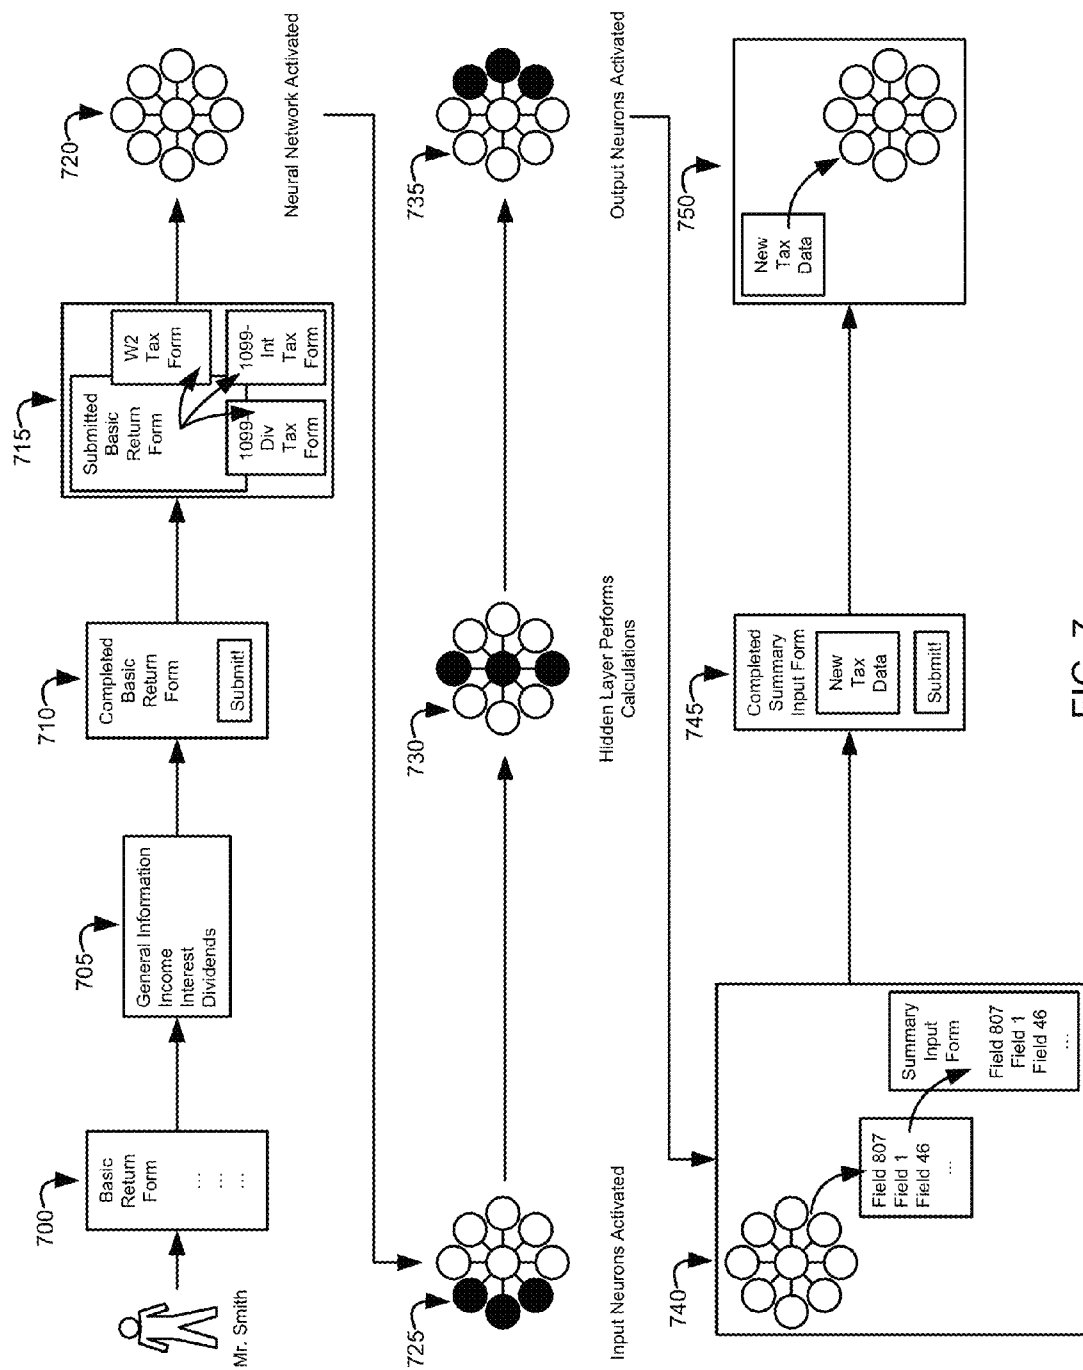 Mr. Smith
700
Basic
Return
Form
...
...
...
705
General Information
Income
Interest
Dividends
710
Completed
Basic
Return
Form
Submit!
715
Submitted
Basic
Return
Form
W2
Tax
Form
1099-
Div
Tax
Form
1099-
Int
Tax
Form
720
Neural Network Activated
725
Input Neurons Activated
730
Hidden Layer Performs
Calculations
735
Output Neurons Activated
740
Field 807
Field 1
Field 46
...
Summary
Input
Form
Field 807
Field 1
Field 46
...
745
Completed
Summary
Input Form
New
Tax
Data
Submit!
750
New
Tax
Data